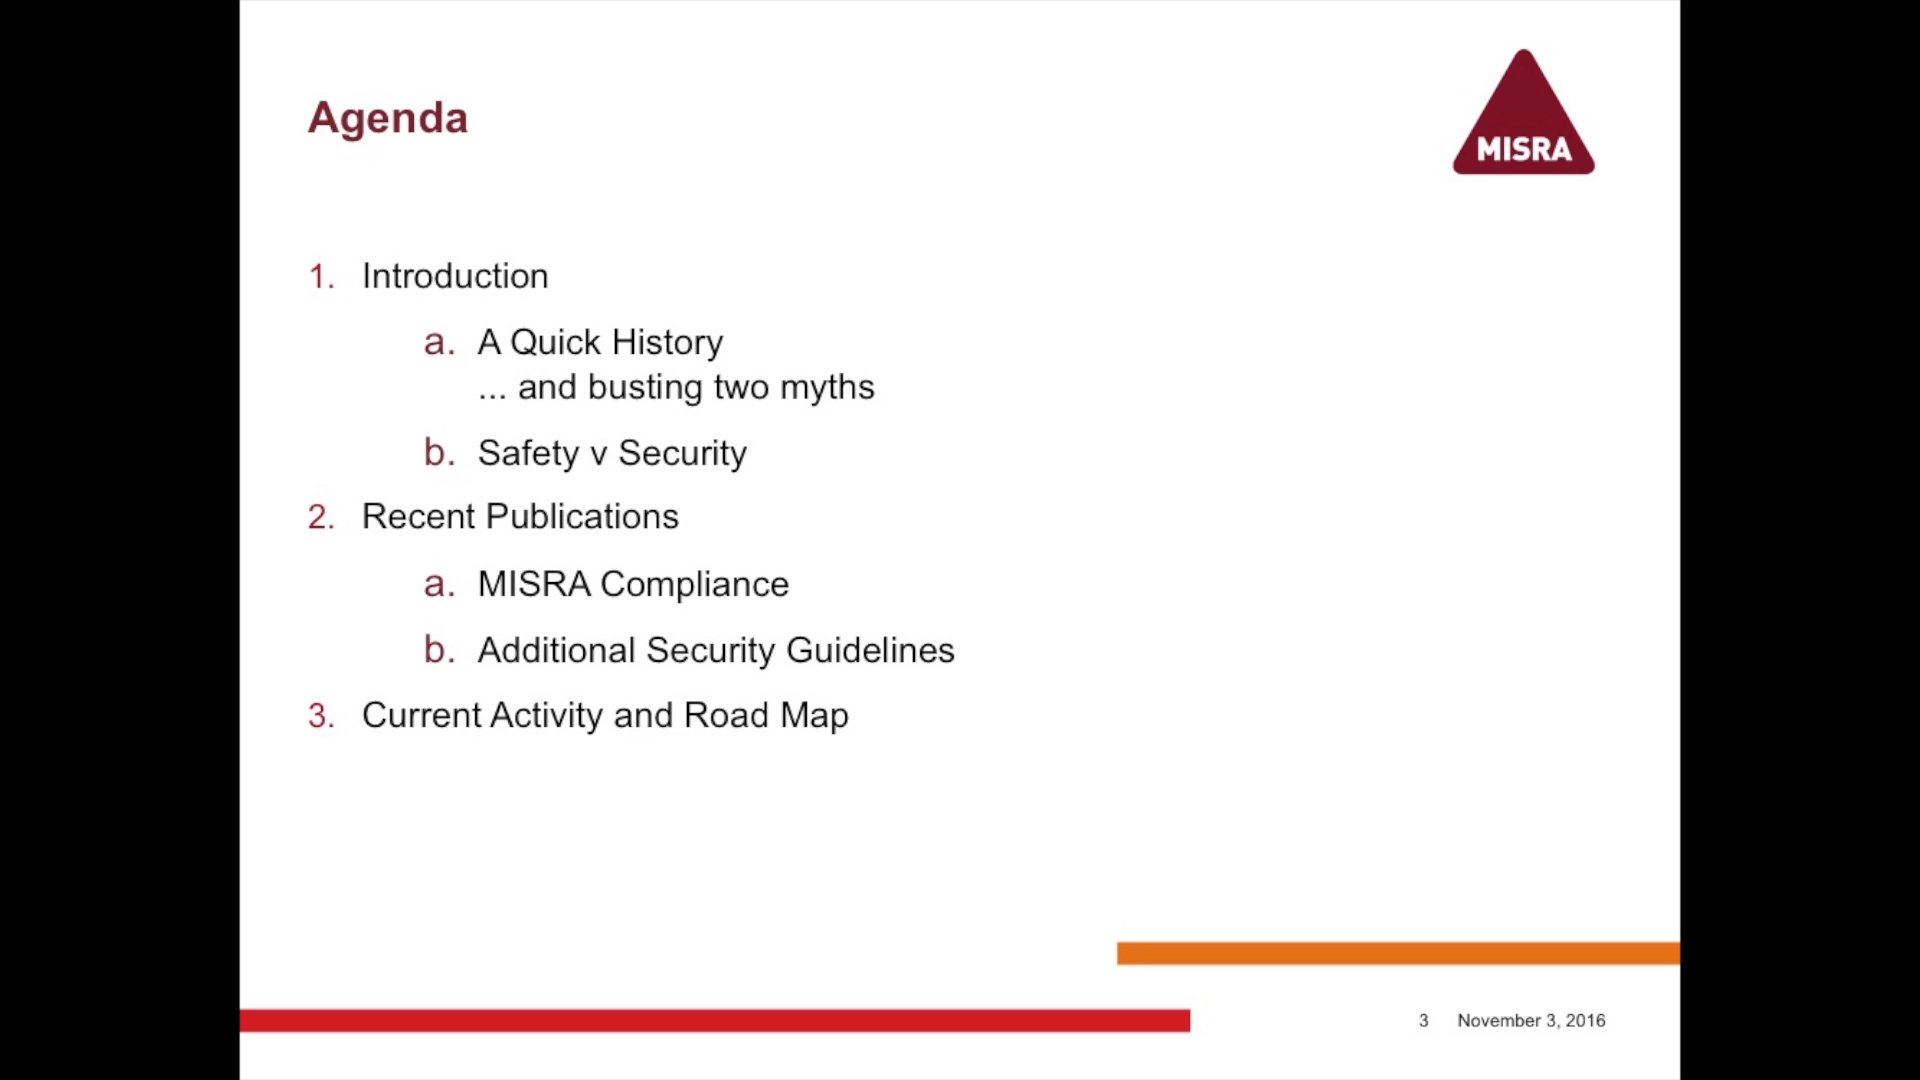 Agenda
MISRA
1. Introduction
a. A Quick History
... and busting two myths
b. Safety v Security
2. Recent Publications
a. MISRA Compliance
b. Additional Security Guidelines
3. Current Activity and Road Map
3 November 3, 2016